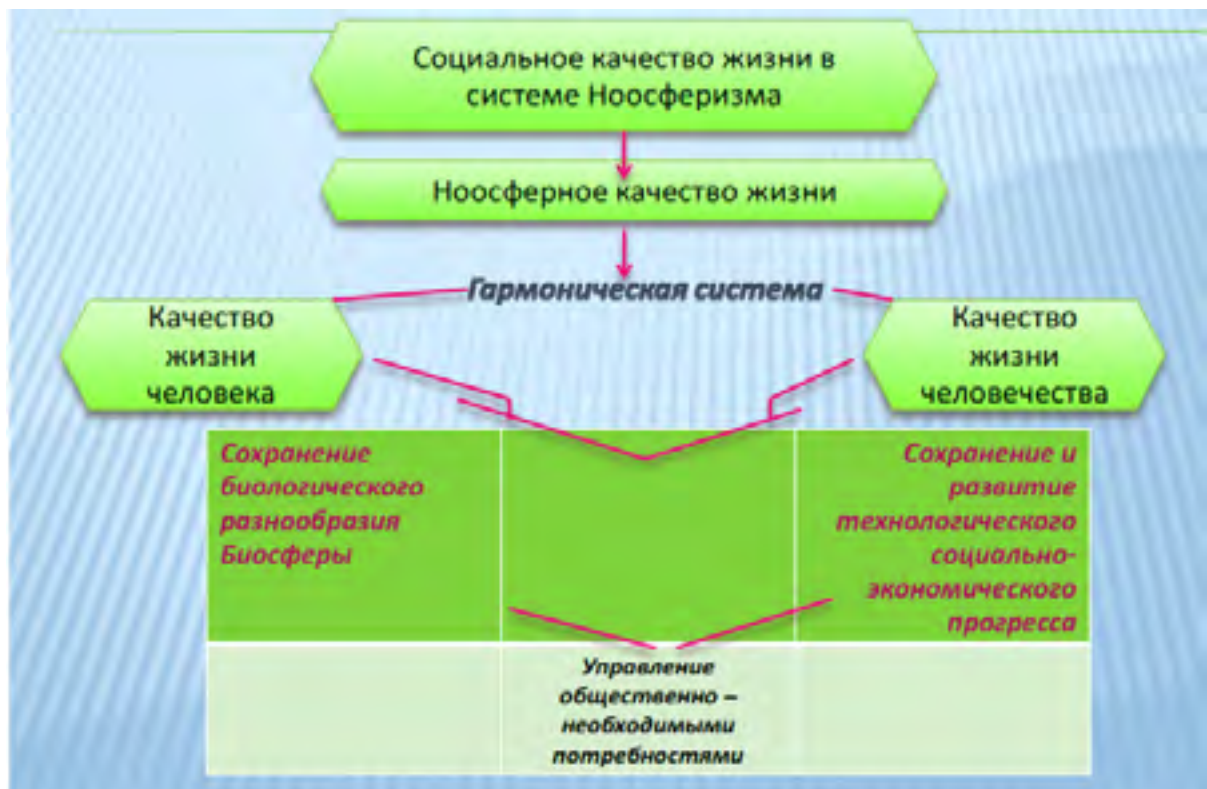 Социальное качество жизни в
системе Ноосферизма
Ноосферное качество жизни
Гармоническая система
Качество
жизни
человека
Качество
жизни
человечества
Сохранение
биологического
разнообразия
Биосферы
Сохранение и
развитие
технологического
социально-
экономического
прогресса
Управление
общественно –
необходимыми
потребностями